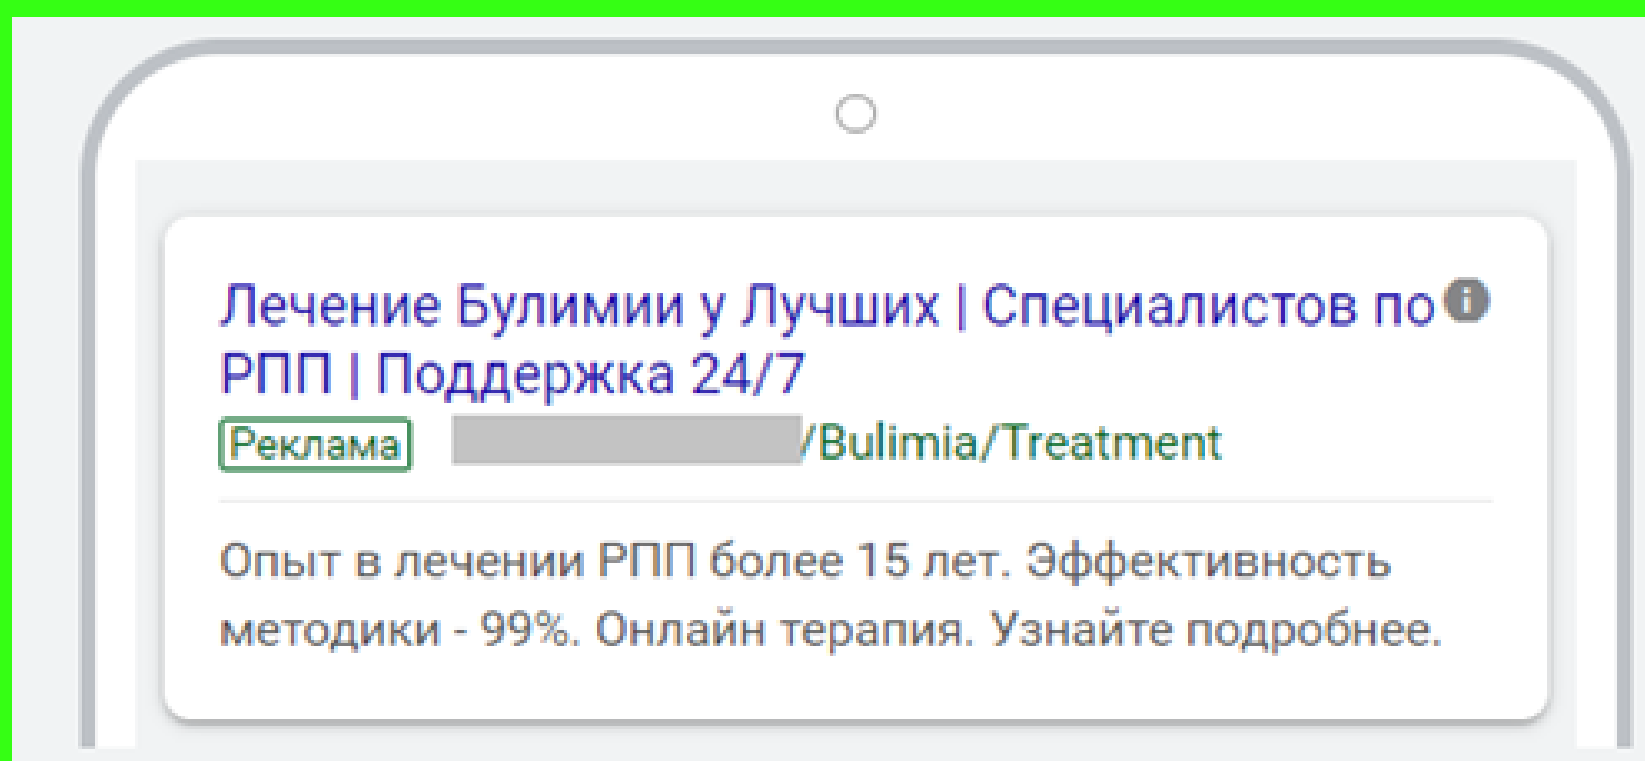 Лечение Булимии у Лучших | Специалистов по
РПП | Поддержка 24/7
Реклама /Bulimia/Treatment
Опыт в лечении РПП более 15 лет. Эффективность
методики - 99%. Онлайн терапия. Узнайте подробнее.